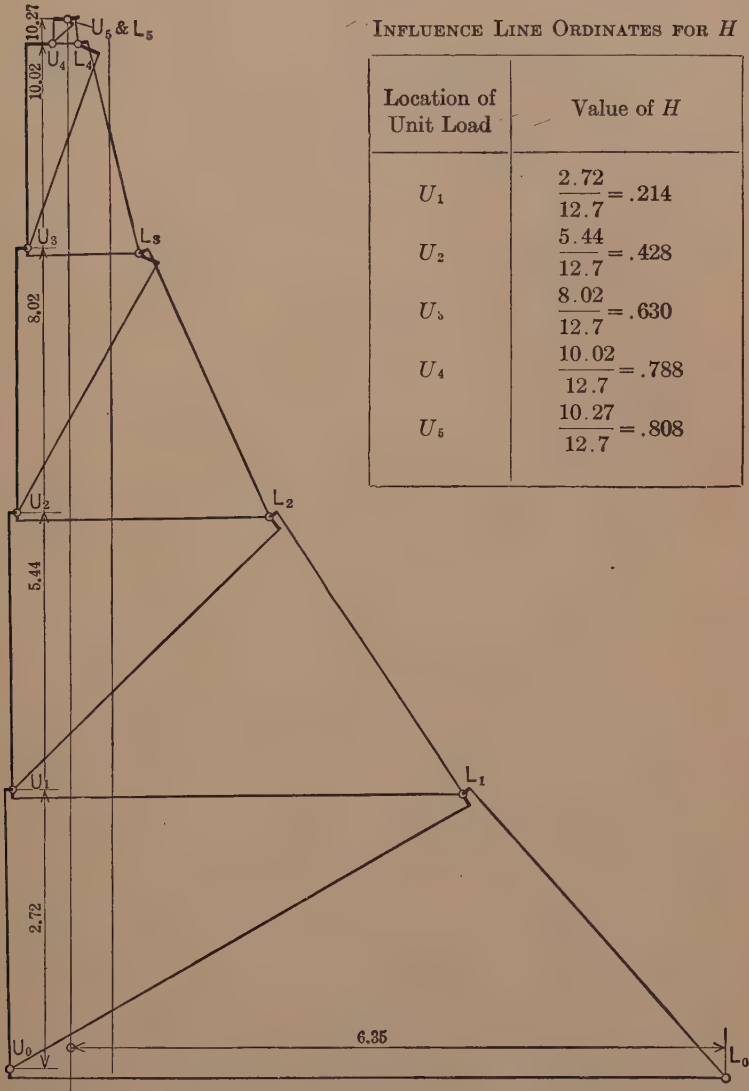 INFLUENCE LINE ORDINATES FOR H
Location of Unit Load
Value of H
U₁ 2.72/12.7 = .214
U₂ 5.44/12.7 = .428
U₃ 8.02/12.7 = .630
U₄ 10.02/12.7 = .788
U₅ 10.27/12.7 = .808
10.27
U₅ & L₅
U₄ L₄
10.02
U₃ L₃
8.02
U₂ L₂
5.44
U₁ L₁
2.72
6.35
U₀ L₀